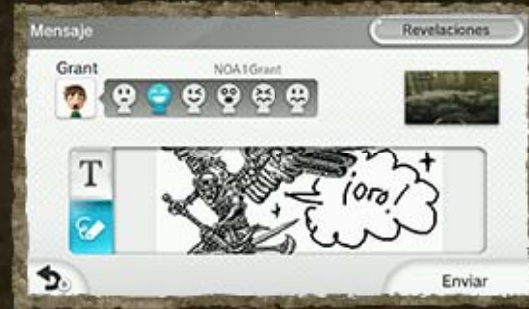 Mensaje
Revelaciones
Grant
NOA1Grant
T
¡oro!
Enviar